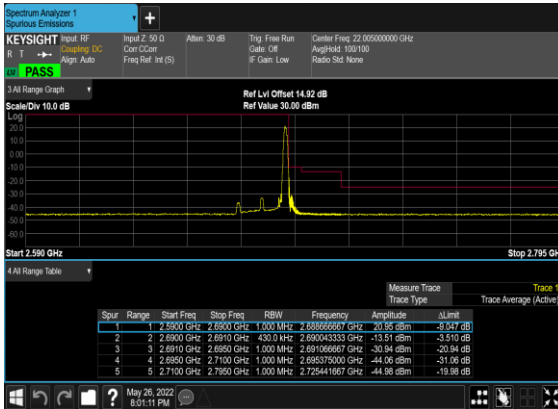 Spectrum Analyzer 1
Spurious Emissions
+
KEYSIGHT Input: RF Input Z: 50 Ω Atten: 30 dB Trig: Free Run Center Freq: 22.005000000 GHz
R T Coupling: DC Corr CCorr Gate: Off Avg|Hold: 100/100
Align: Auto Freq Ref: Int (S) IF Gain: Low Radio Std: None
PASS
3 All Range Graph
Ref Lvl Offset 14.92 dB
Scale/Div 10.0 dB Ref Value 30.00 dBm
Log
20.0
10.0
0.00
-10.0
-20.0
-30.0
-40.0
-50.0
-60.0
Start 2.590 GHz Stop 2.795 GH
4 All Range Table
Measure Trace Trace 1
Trace Type Trace Average (Active)
Spur Range Start Freq Stop Freq RBW Frequency Amplitude ΔLimit
1 1 2.5900 GHz 2.6900 GHz 1.000 MHz 2.688666667 GHz 20.95 dBm -9.047 dB
2 2 2.6900 GHz 2.6910 GHz 430.0 kHz 2.690043333 GHz -13.51 dBm -3.510 dB
3 3 2.6910 GHz 2.6950 GHz 1.000 MHz 2.691066667 GHz -30.94 dBm -20.94 dB
4 4 2.6950 GHz 2.7100 GHz 1.000 MHz 2.695375000 GHz -44.06 dBm -31.06 dB
5 5 2.7100 GHz 2.7950 GHz 1.000 MHz 2.725441667 GHz -44.98 dBm -19.98 dB
?
May 26, 2022
8:01:11 PM